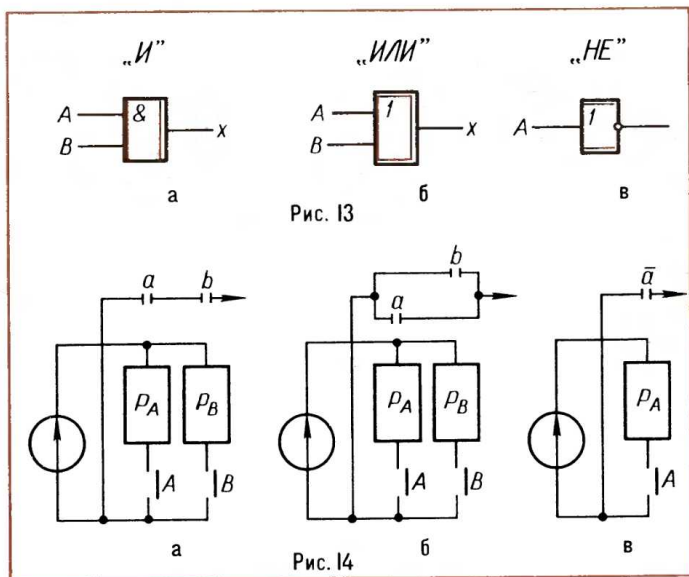 „И” „ИЛИ” „НЕ”
A & B x
A 1 B x
A 1
а б в
Рис. 13
a b
b a
ā
P_A P_B P_A P_B P_A
A B A B A
а б в
Рис. 14